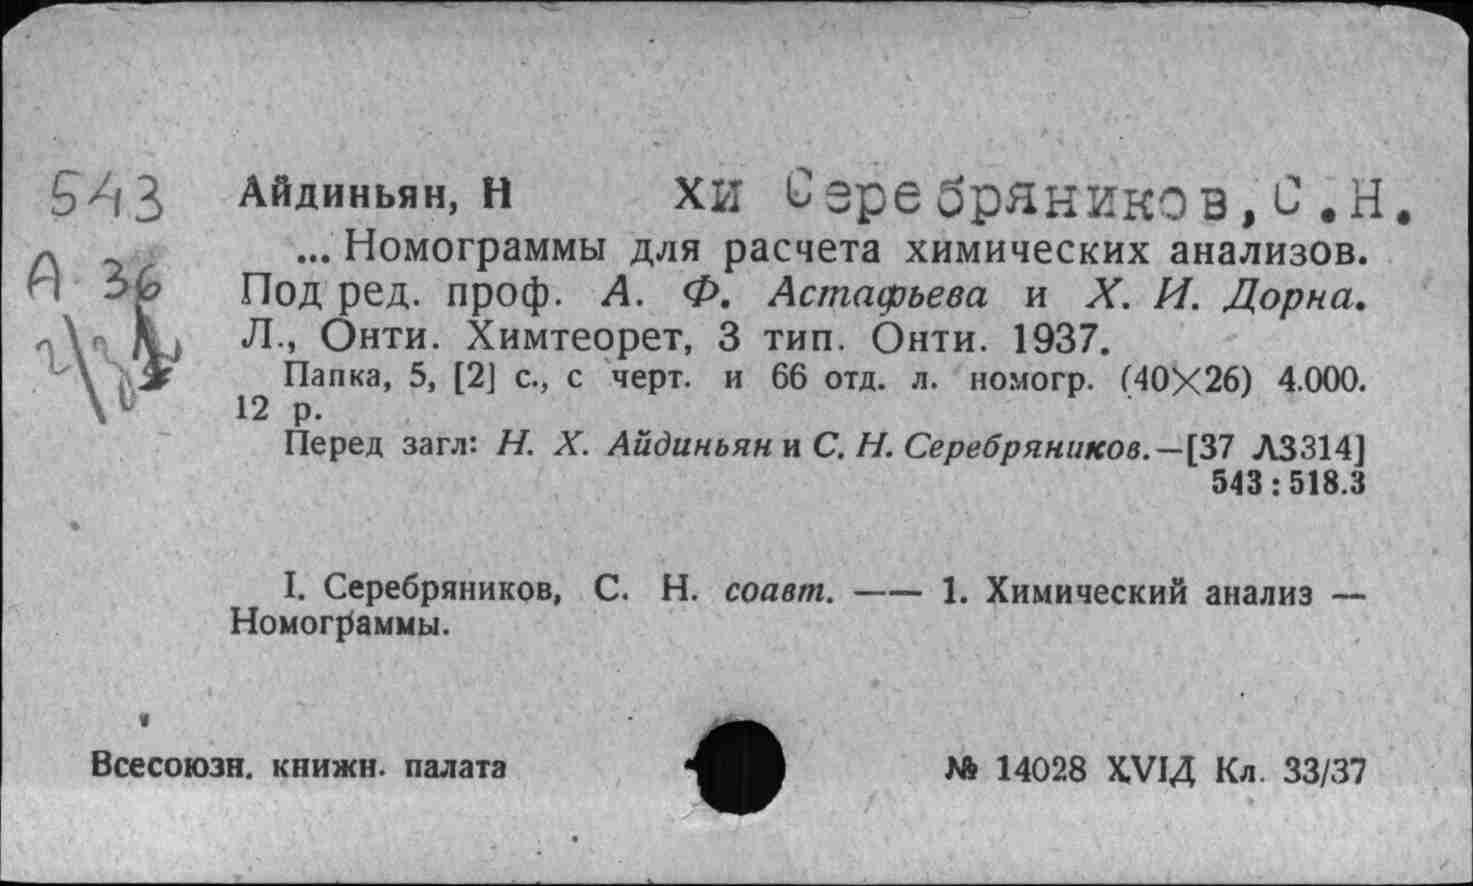 543 Айдиньян, Н Х и Серебряников, С.Н.
... Номограммы для расчета химических анализов.
А 36 Под ред. проф. А. Ф. Астафьева и Х. И. Дорна.
Л., Онти. Химтеорет, 3 тип. Онти. 1937.
Папка, 5, [2] с., с черт. и 66 отд. л. номогр. (40×26) 4.000.
12 р.
Перед загл: Н. Х. Айдиньян и С. Н. Серебряников.—[37 Л3314]
543 : 518.3
I. Серебряников, С. Н. соавт. —— 1. Химический анализ —
Номограммы.
Всесоюзн. книжн. палата № 14028 XVIД Кл. 33/37